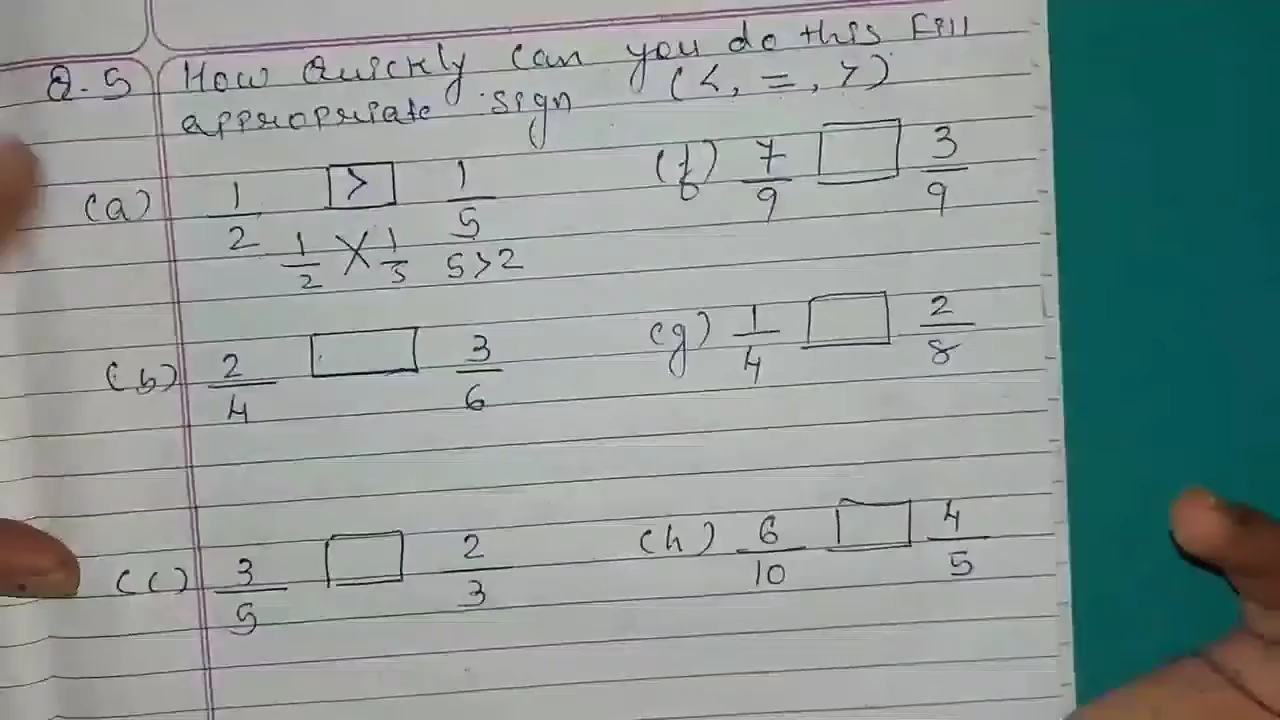 Q.5 How Quickly can you do this Fill
appropriate sign (<, =, >)
(a) 1/2 > 1/5
1/2 X 1/5 5>2
(b) 2/4 3/6
(c) 3/5 2/3
(f) 7/9 3/9
(g) 1/4 2/8
(h) 6/10 4/5